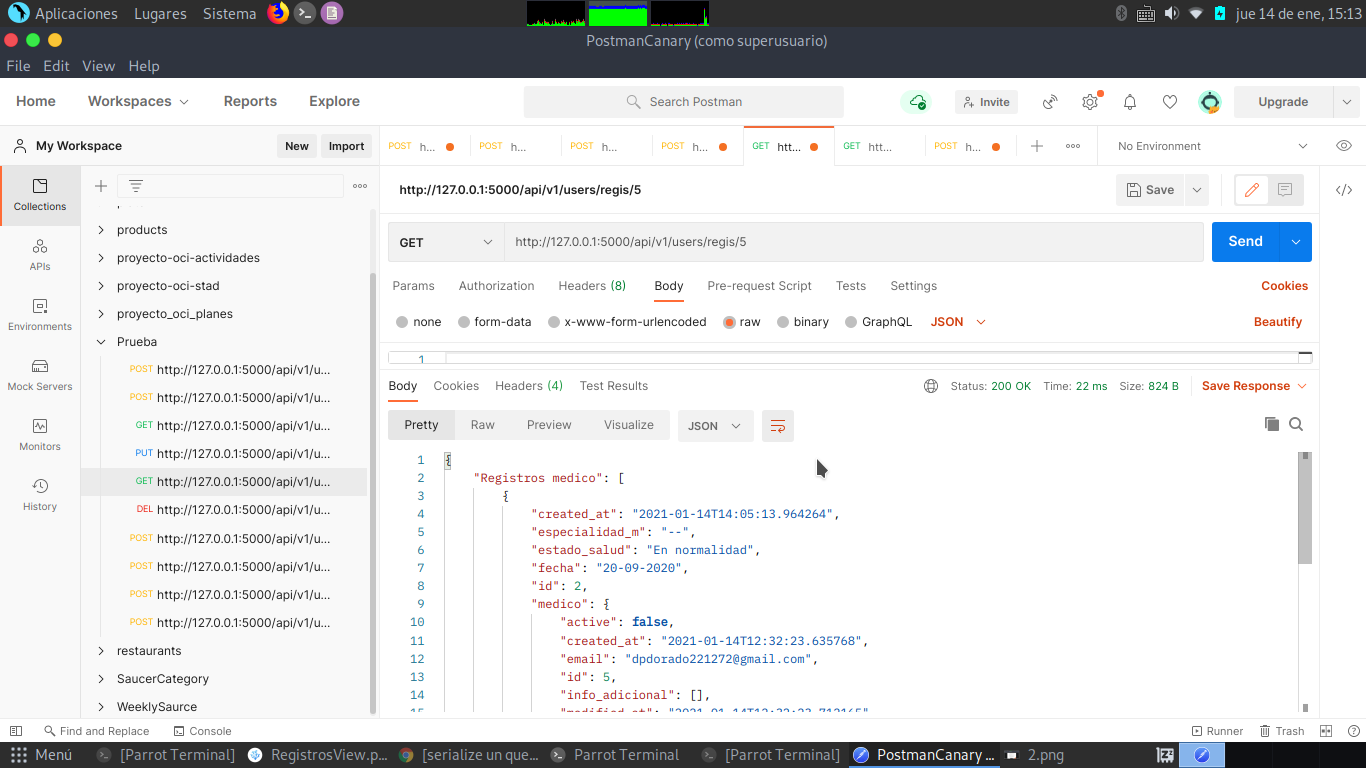 Aplicaciones Lugares Sistema jue 14 de ene, 15:13
PostmanCanary (como superusuario)
File Edit View Help
Home Workspaces Reports Explore Search Postman Invite Upgrade
My Workspace New Import POST h... POST h... POST h... POST h... GET htt... GET htt... POST h... No Environment
http://127.0.0.1:5000/api/v1/users/regis/5 Save
Collections
APIs
Environments
Mock Servers
Monitors
History
products
proyecto-oci-actividades
proyecto-oci-stad
proyecto_oci_planes
Prueba
POST http://127.0.0.1:5000/api/v1/u...
POST http://127.0.0.1:5000/api/v1/u...
GET http://127.0.0.1:5000/api/v1/u...
PUT http://127.0.0.1:5000/api/v1/u...
GET http://127.0.0.1:5000/api/v1/u...
DEL http://127.0.0.1:5000/api/v1/u...
POST http://127.0.0.1:5000/api/v1/u...
POST http://127.0.0.1:5000/api/v1/u...
POST http://127.0.0.1:5000/api/v1/u...
POST http://127.0.0.1:5000/api/v1/u...
restaurants
SaucerCategory
WeeklySaurce
GET http://127.0.0.1:5000/api/v1/users/regis/5 Send
Params Authorization Headers (8) Body Pre-request Script Tests Settings Cookies
none form-data x-www-form-urlencoded raw binary GraphQL JSON Beautify
1
Body Cookies Headers (4) Test Results Status: 200 OK Time: 22 ms Size: 824 B Save Response
Pretty Raw Preview Visualize JSON
1 {
2 "Registros medico": [
3 {
4 "created_at": "2021-01-14T14:05:13.964264",
5 "especialidad_m": "--",
6 "estado_salud": "En normalidad",
7 "fecha": "20-09-2020",
8 "id": 2,
9 "medico": {
10 "active": false,
11 "created_at": "2021-01-14T12:32:23.635768",
12 "email": "dpdorado221272@gmail.com",
13 "id": 5,
14 "info_adicional": [],
15 "modified_at": "2021-01-14T12:32:23.712165"
Find and Replace Console Runner Trash
Menú [Parrot Terminal] RegistrosView.p... [serialize un que... Parrot Terminal [Parrot Terminal] PostmanCanary ... 2.png